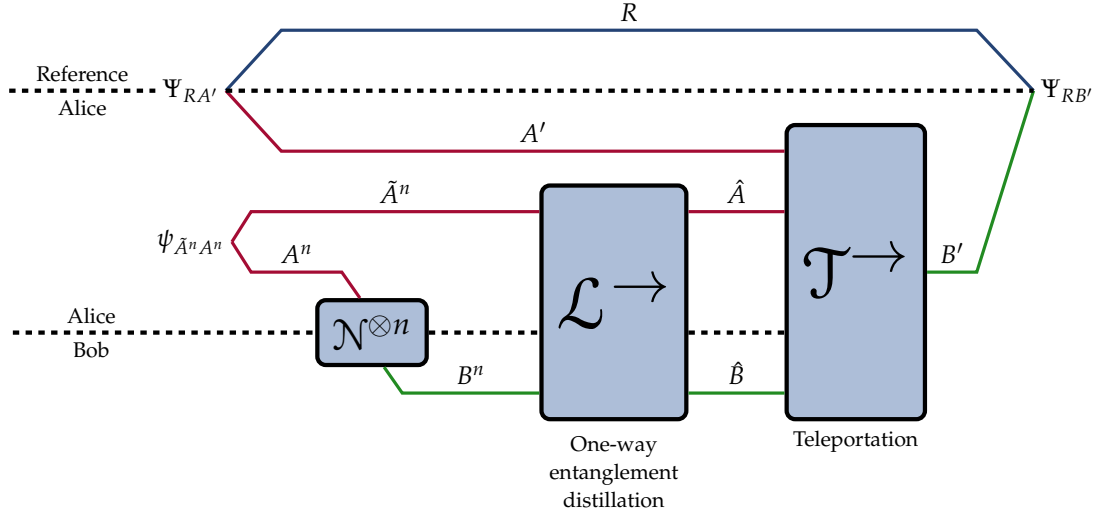 R
Reference
Alice
Ψ_{RA′}
Ψ_{RB′}
A′
Ã^n
Â
ψ_{Ã^n A^n}
A^n
B′
𝒯→
ℒ→
Alice
Bob
𝒩^{⊗n}
B^n
B̂
One-way
entanglement
distillation
Teleportation